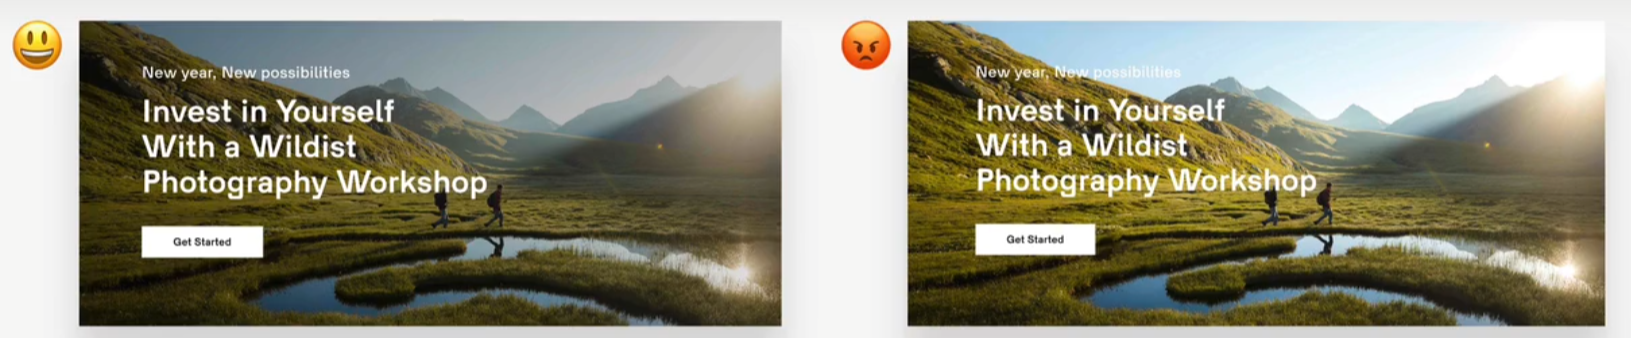 New year, New possibilities
Invest in Yourself
With a Wildist
Photography Workshop
Get Started
New year, New possibilities
Invest in Yourself
With a Wildist
Photography Workshop
Get Started